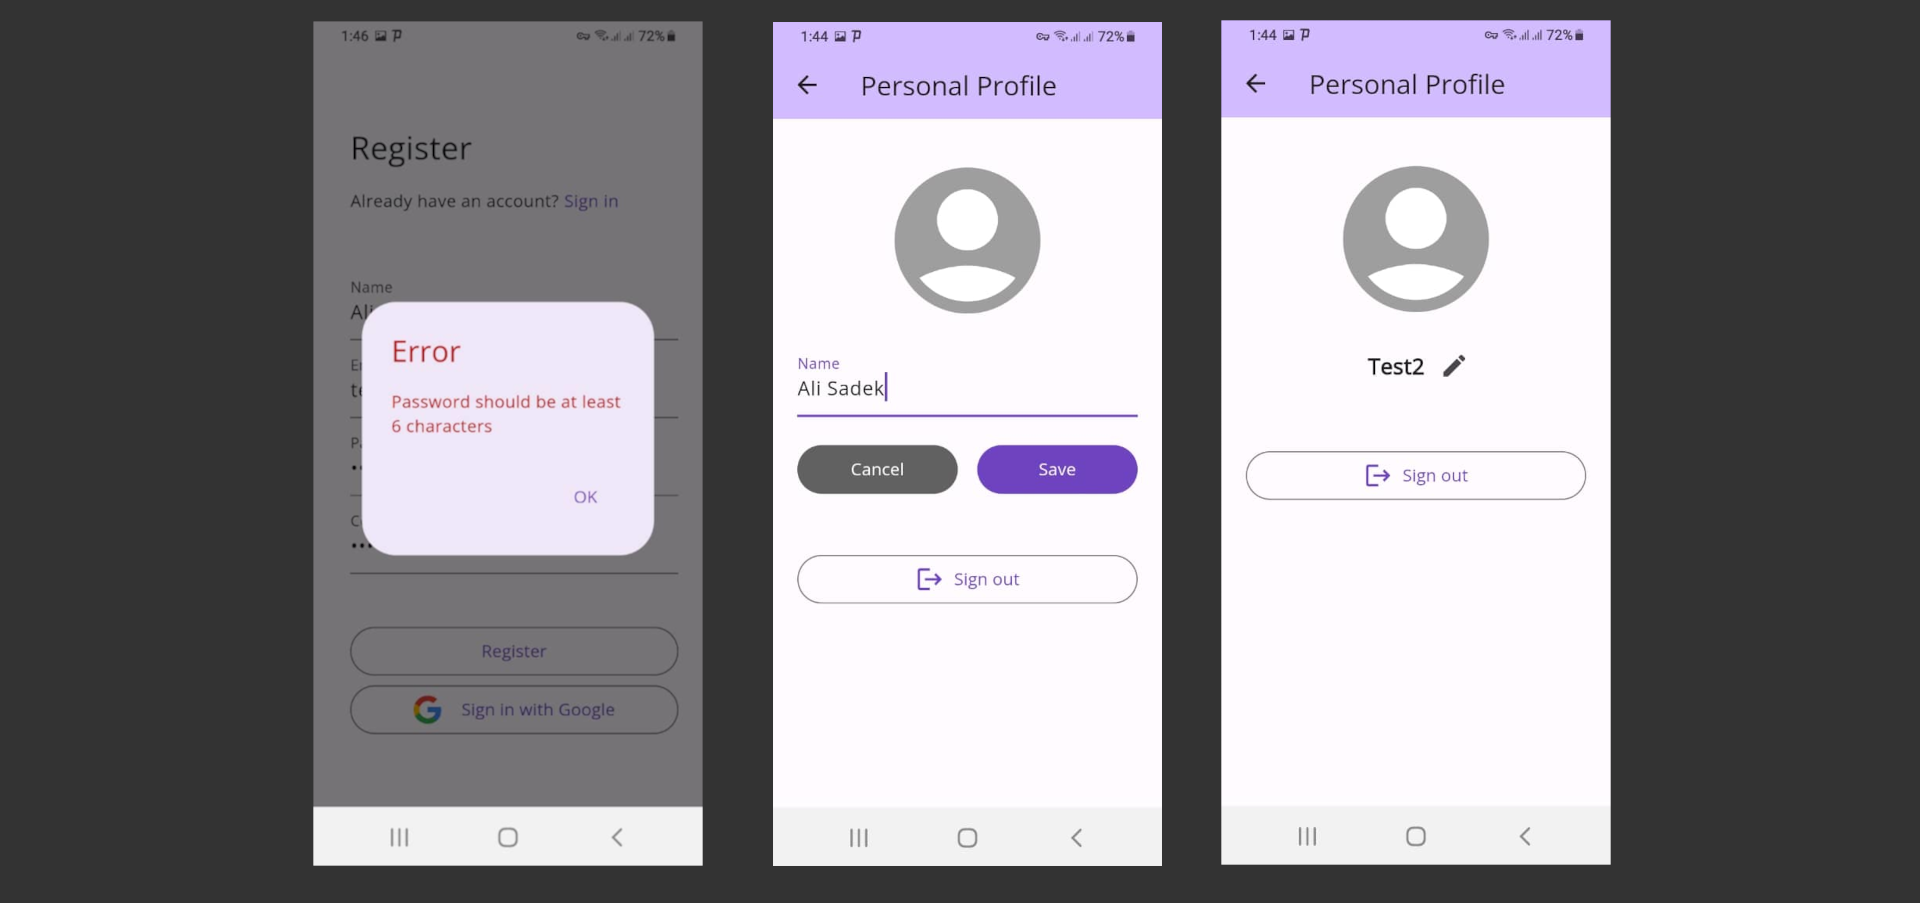 1:46
72%
Register
Already have an account? Sign in
Name
Error
Password should be at least
6 characters
OK
Register
Sign in with Google
1:44
72%
Personal Profile
Name
Ali Sadek
Cancel
Save
Sign out
1:44
72%
Personal Profile
Test2
Sign out